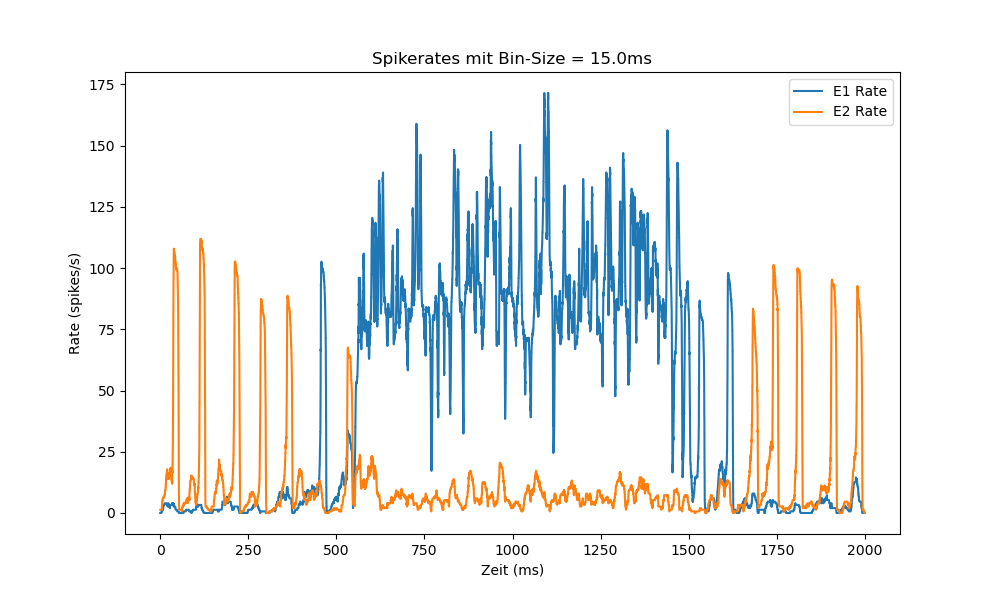 Spikerates mit Bin-Size = 15.0ms
E1 Rate
E2 Rate
Rate (spikes/s)
175
150
125
100
75
50
25
0
0 250 500 750 1000 1250 1500 1750 2000
Zeit (ms)